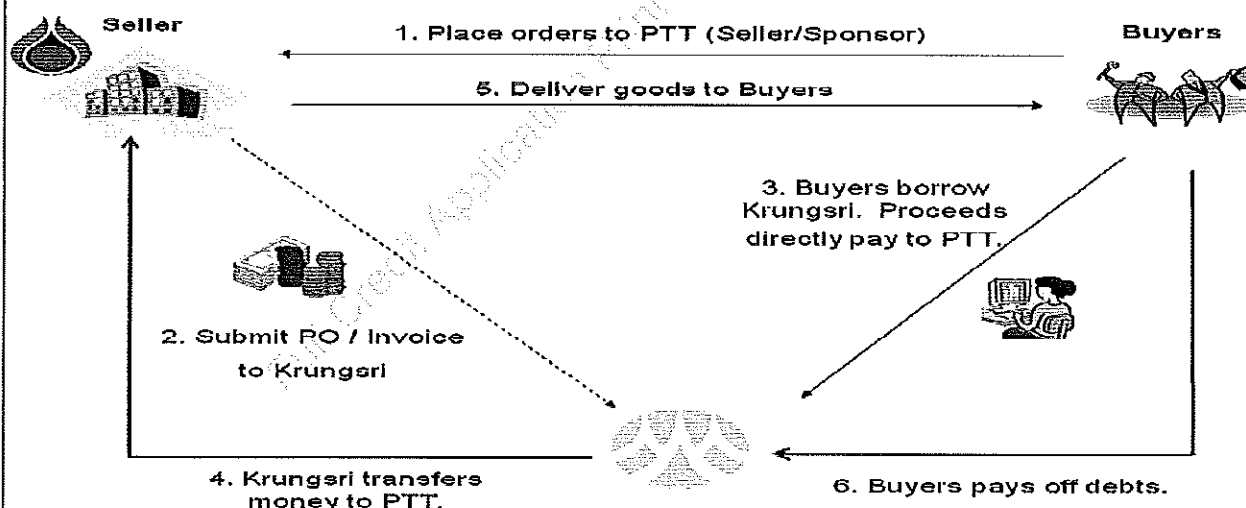 Seller
1. Place orders to PTT (Seller/Sponsor)
Buyers
5. Deliver goods to Buyers
3. Buyers borrow
Krungsri. Proceeds
directly pay to PTT.
2. Submit PO / Invoice
to Krungsri
4. Krungsri transfers
money to PTT.
6. Buyers pays off debts.
Credit Application